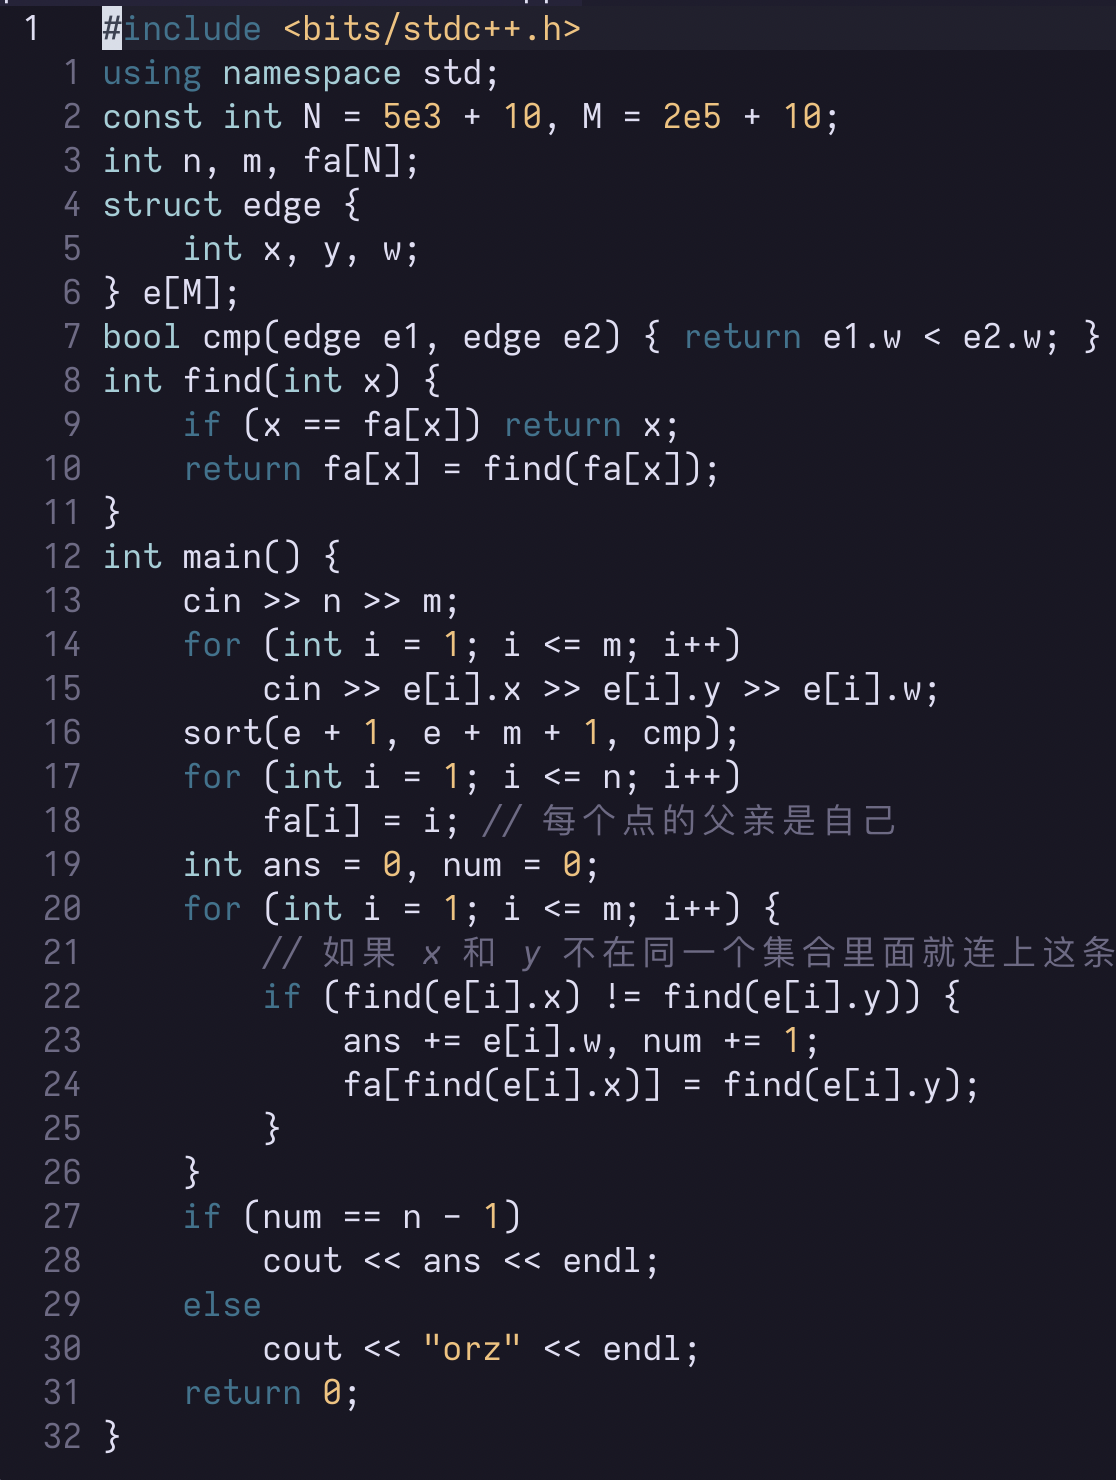 1 #include <bits/stdc++.h>
1 using namespace std;
2 const int N = 5e3 + 10, M = 2e5 + 10;
3 int n, m, fa[N];
4 struct edge {
5     int x, y, w;
6 } e[M];
7 bool cmp(edge e1, edge e2) { return e1.w < e2.w; }
8 int find(int x) {
9     if (x == fa[x]) return x;
10     return fa[x] = find(fa[x]);
11 }
12 int main() {
13     cin >> n >> m;
14     for (int i = 1; i <= m; i++)
15         cin >> e[i].x >> e[i].y >> e[i].w;
16     sort(e + 1, e + m + 1, cmp);
17     for (int i = 1; i <= n; i++)
18         fa[i] = i; // 每个点的父亲是自己
19     int ans = 0, num = 0;
20     for (int i = 1; i <= m; i++) {
21         // 如果 x 和 y 不在同一个集合里面就连上这条
22         if (find(e[i].x) != find(e[i].y)) {
23             ans += e[i].w, num += 1;
24             fa[find(e[i].x)] = find(e[i].y);
25         }
26     }
27     if (num == n - 1)
28         cout << ans << endl;
29     else
30         cout << "orz" << endl;
31     return 0;
32 }